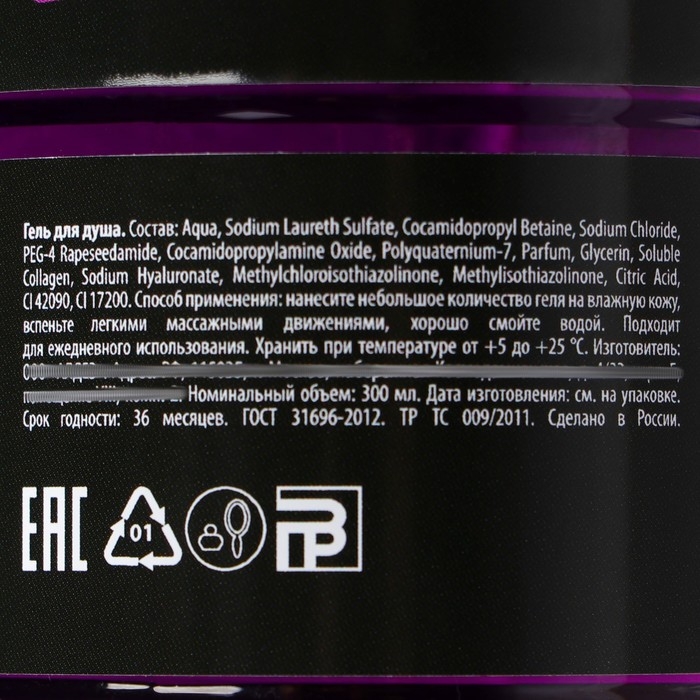 Гель для душа. Состав: Aqua, Sodium Laureth Sulfate, Cocamidopropyl Betaine, Sodium Chloride,
PEG-4 Rapeseedamide, Cocamidopropylamine Oxide, Polyquaternium-7, Parfum, Glycerin, Soluble
Collagen, Sodium Hyaluronate, Methylchloroisothiazolinone, Methylisothiazolinone, Citric Acid,
CI 42090, CI 17200. Способ применения: нанесите небольшое количество геля на влажную кожу,
вспеньте легкими массажными движениями, хорошо смойте водой. Подходит
для ежедневного использования. Хранить при температуре от +5 до +25 °C. Изготовитель:
Номинальный объем: 300 мл. Дата изготовления: см. на упаковке.
Срок годности: 36 месяцев. ГОСТ 31696-2012. ТР ТС 009/2011. Сделано в России.
EAC 01